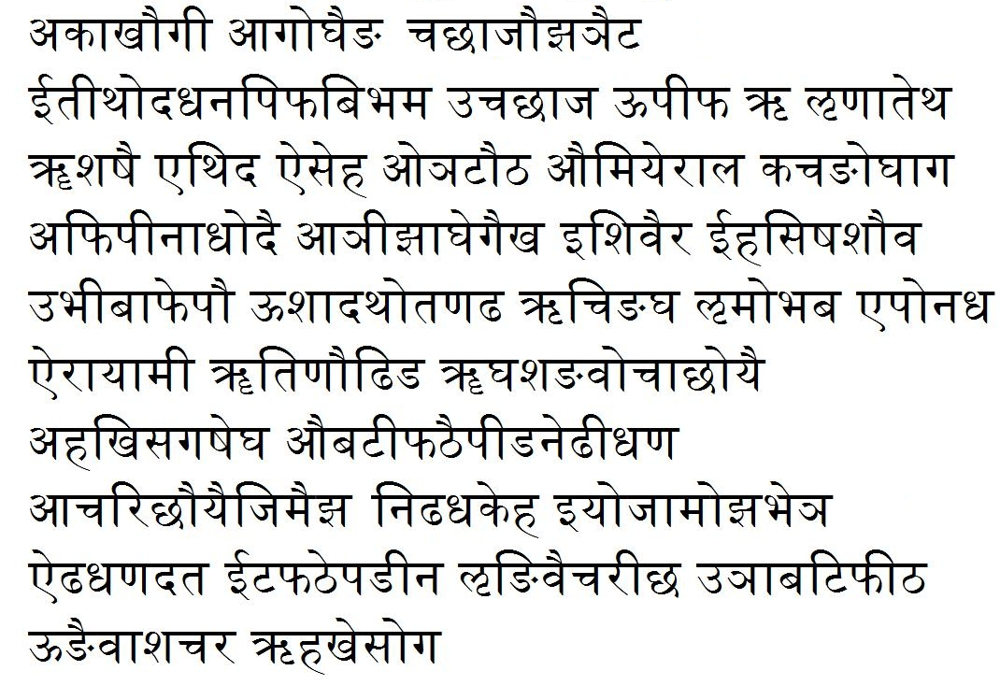 अकाखौगी आगोघैङ चछाजौझञैट
ईतीथोदधनपिफबिभम उचछाज ऊपीफ ऋ ऌणातेथ
ॠशषै एथिद ऐसेह ओञटौठ औमियेराल कचङोघाग
अफिपीनाधोदै आञीझाघेगैख इशिवैर ईहसिषशौव
उभीबाफेपौ ऊशादथोतणढ ऋचिङघ ऌमोभब एपोनध
ऐरायामी ॠतिणौढिड ॠघशङवोचाछोयै
अहखिसगषेघ औबटीफठैपीडनेढीधण
आचरिछौयैजिमैझ निढधकेह इयोजामोझभेञ
ऐढधणदत ईटफठेपडीन ऌङिवैचरीछ उञाबटिफीठ
ऊङैवाशचर ऋहखेसोग